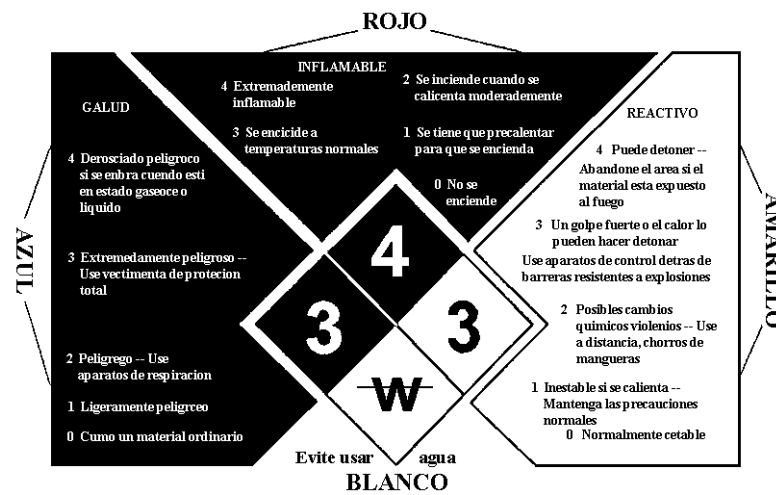 ROJO
INFLAMABLE
4 Extremademente
inflamable
3 Se encicide a
temperaturas normales
2 Se inciende cuando se
calicenta moderademente
1 Se tiene que precalentar
para que se encienda
0 No se
enciende
GALUD
4 Derosciado peligroco
si se enbra cuendo esti
en estado gaseoce o
liquido
3 Extremedamente peligroso --
Use vectimenta de protecion
total
2 Peligrego -- Use
aparatos de respiracion
1 Ligeramente peligrceo
0 Cumo un material ordinario
AZUL
REACTIVO
4 Puede detoner --
Abandone el area si el
material esta expuesto
al fuego
3 Un golpe fuerte o el calor lo
pueden hacer detonar
Use aparatos de control detras de
barreras resistentes a explosiones
2 Posibles cambios
quimicos violenios -- Use
a distancia, chorros de
mangueras
1 Inestable si se calienta --
Mantenga las precauciones
normales
0 Normalmente cetable
AMARILLO
4
3
3
W
Evite usar agua
BLANCO